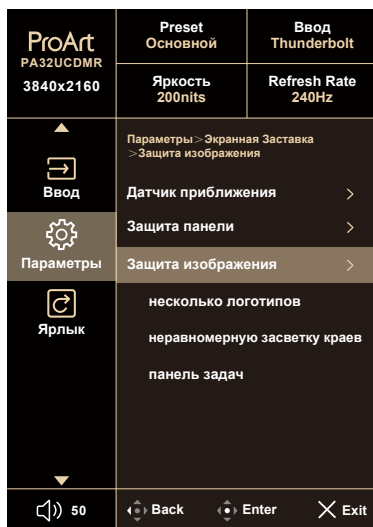 ProArt
PA32UCDMR
3840x2160
Preset
Основной
Ввод
Thunderbolt
Яркость
200nits
Refresh Rate
240Hz
Ввод
Параметры
Ярлык
Параметры>Экранная Заставка
>Защита изображения
Датчик приближения >
Защита панели >
Защита изображения >
несколько логотипов
неравномерную засветку краев
панель задач
50
Back
Enter
Exit